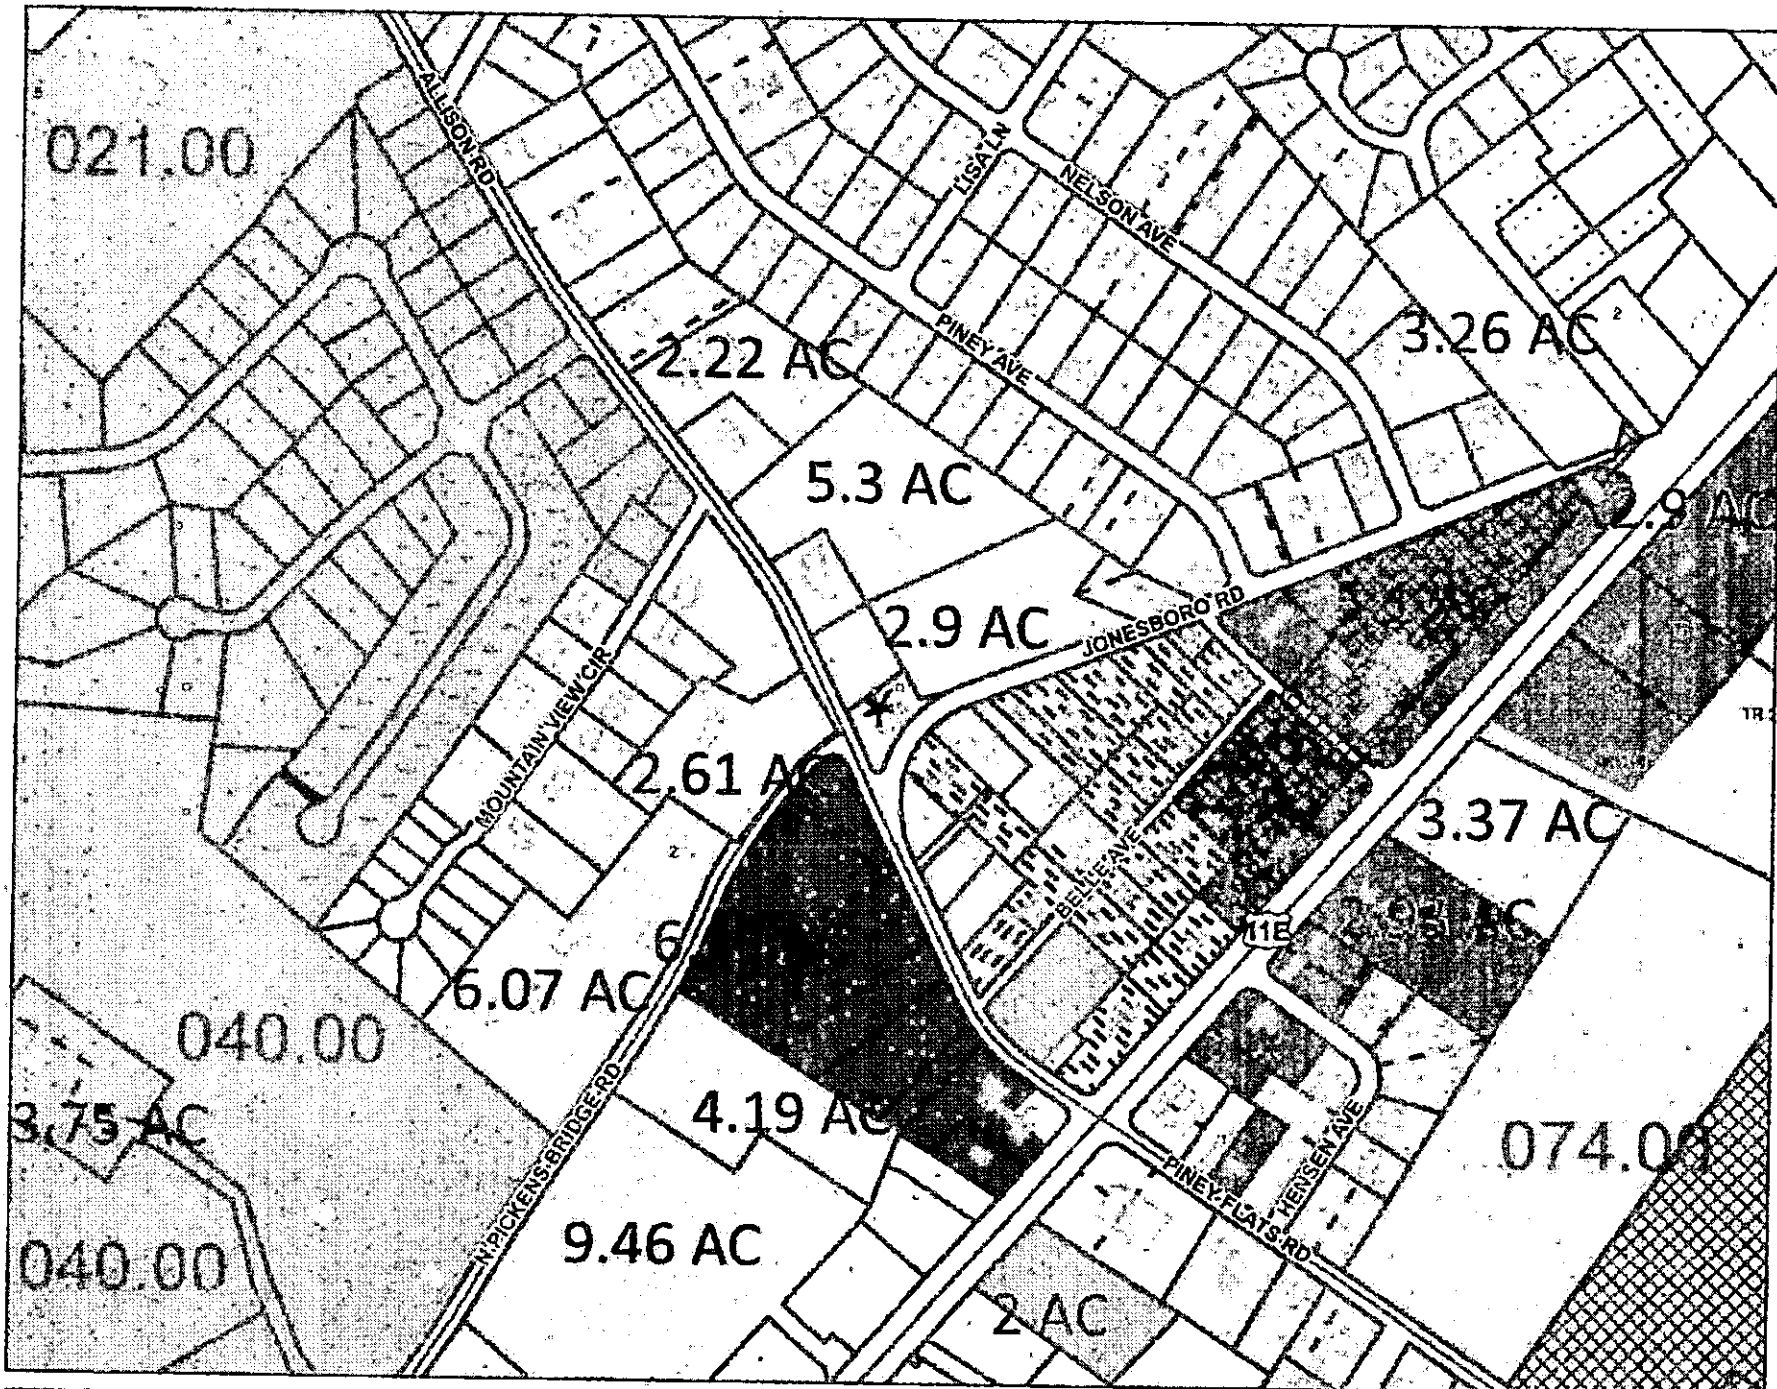 ALLISON RD
021.00
LISA LN
NELSON AVE
3.26 AC
2
PINEY AVE
2.22 AC
5.3 AC
2.9 AC
2.9 AC
JONESBORO RD
MOUNTAIN VIEW CIR
2.61 AC
2
3.37 AC
11E
6.07 AC
040.00
4.19 AC
3.75 AC
N PICKENS BRIDGE RD
HENSEN AVE
074.00
PINEY FLATS RD
9.46 AC
040.00
2 AC